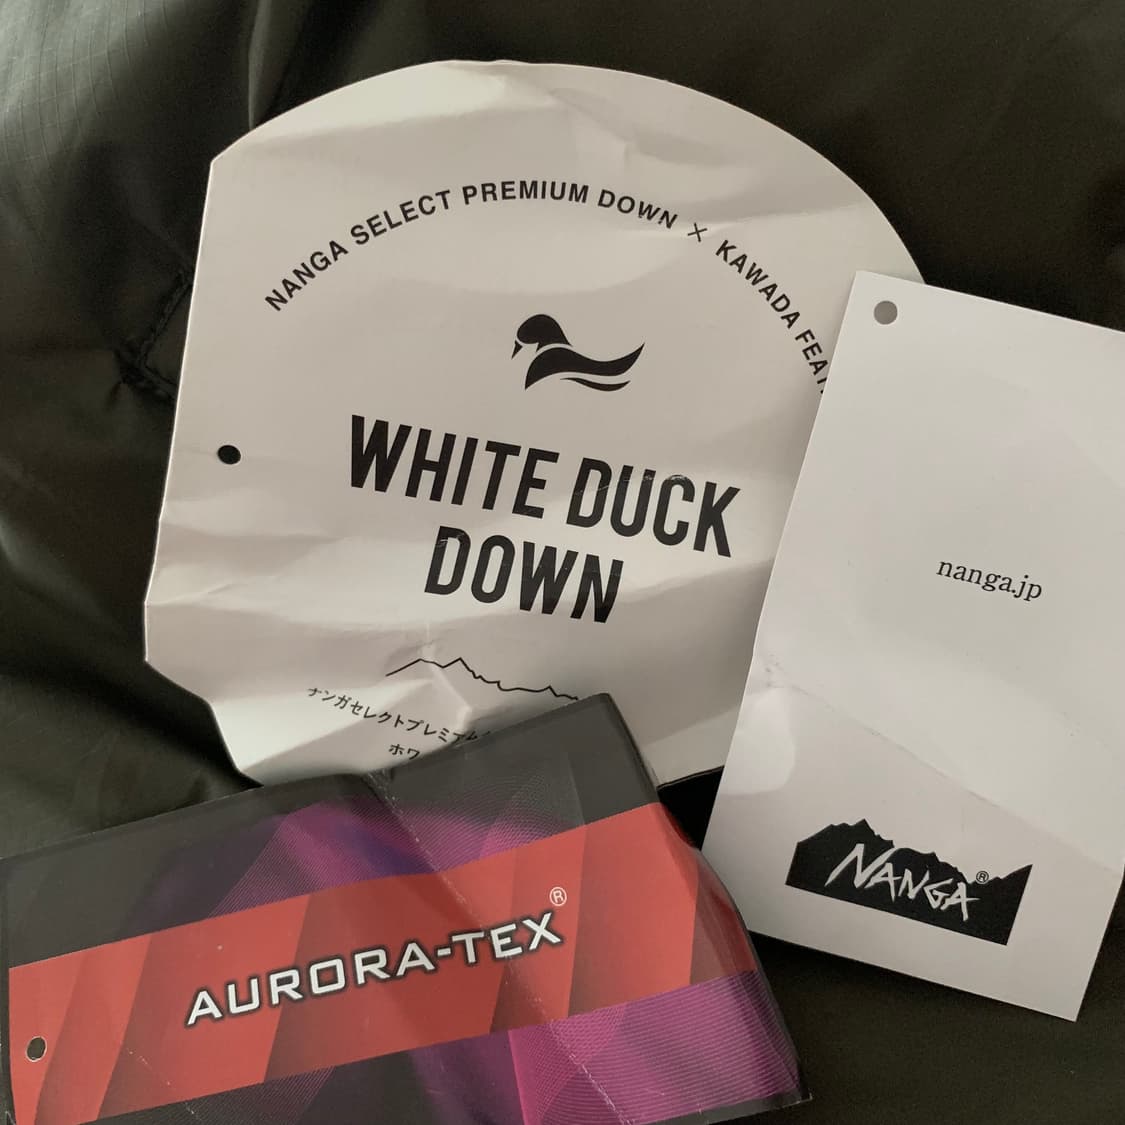 NANGA SELECT PREMIUM DOWN × KAWADA
WHITE DUCK
DOWN
ナンガセレクトプレミアム
nanga.jp
NANGA®
AURORA-TEX®